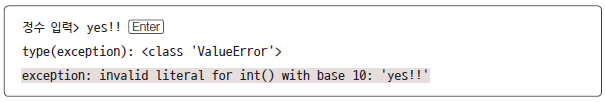 정수 입력> yes!! Enter
type(exception): <class 'ValueError'>
exception: invalid literal for int() with base 10: 'yes!!'